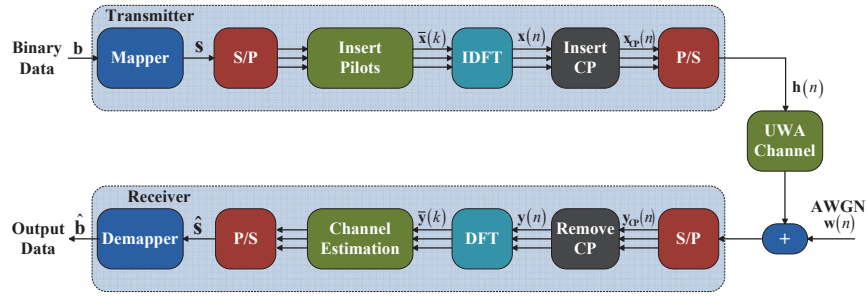 Transmitter
Binary
Data
b
Mapper
s
S/P
Insert
Pilots
x̅(k)
IDFT
x(n)
Insert
CP
x_CP(n)
P/S
h(n)
UWA
Channel
Receiver
Output
Data
b̂
Demapper
ŝ
P/S
Channel
Estimation
y̅(k)
DFT
y(n)
Remove
CP
y_CP(n)
S/P
+
AWGN
w(n)